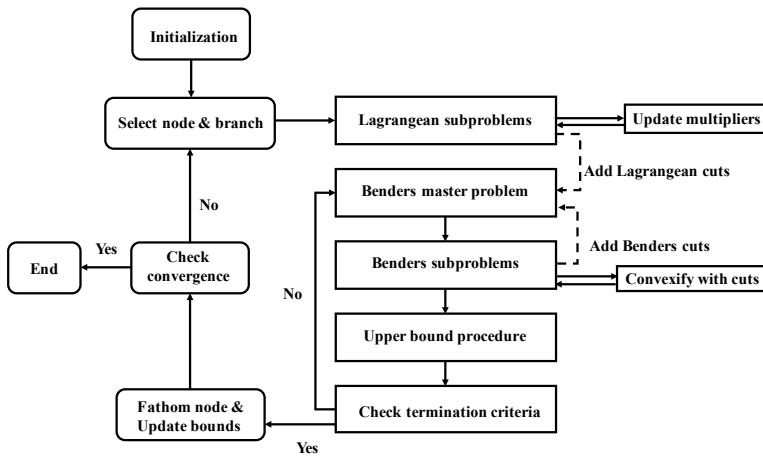 Initialization
Select node & branch
Lagrangean subproblems
Update multipliers
Add Lagrangean cuts
Benders master problem
No
Add Benders cuts
Yes
End
Check
convergence
Benders subproblems
Convexify with cuts
No
Upper bound procedure
Fathom node &
Update bounds
Check termination criteria
Yes